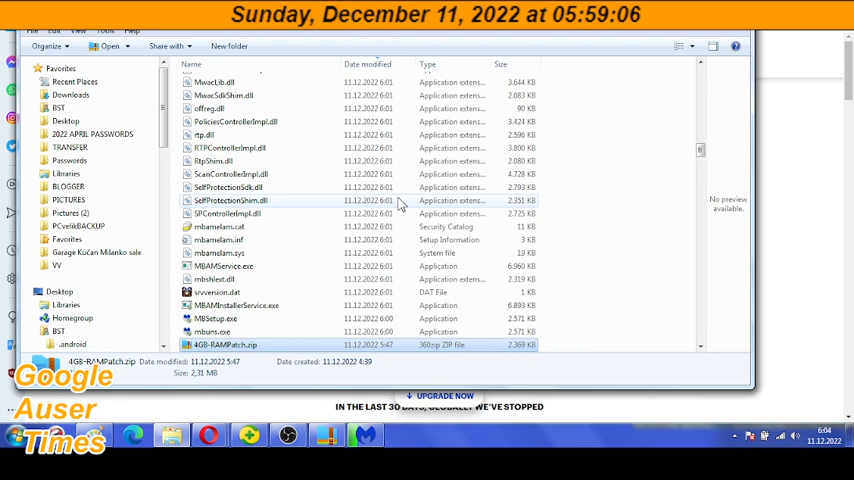 Sunday, December 11, 2022 at 05:59:06
Edit View Tools Help
Organize Open Share with New folder
Name Date modified Type Size
Favorites
Recent Places
Downloads
BST
Desktop
2022 APRIL PASSWORDS
TRANSFER
Passwords
Libraries
BLOGGER
PICTURES
Pictures (2)
PCvelikBACKUP
Favorites
Garage Kučan Milanko sale
VV
Desktop
Libraries
Homegroup
BST
.android
MwacLib.dll 11.12.2022 6:01 Application extens... 3.644 KB
MwacSdkShim.dll 11.12.2022 6:01 Application extens... 2.083 KB
offreg.dll 11.12.2022 6:01 Application extens... 90 KB
PoliciesControllerImpl.dll 11.12.2022 6:01 Application extens... 3.424 KB
rtp.dll 11.12.2022 6:01 Application extens... 2.596 KB
RTPControllerImpl.dll 11.12.2022 6:01 Application extens... 3.800 KB
RtpShim.dll 11.12.2022 6:01 Application extens... 2.080 KB
ScanControllerImpl.dll 11.12.2022 6:01 Application extens... 4.728 KB
SelfProtectionSdk.dll 11.12.2022 6:01 Application extens... 2.793 KB
SelfProtectionShim.dll 11.12.2022 6:01 Application extens... 2.351 KB
SPControllerImpl.dll 11.12.2022 6:01 Application extens... 2.725 KB
mbamelam.cat 11.12.2022 6:01 Security Catalog 11 KB
mbamelam.inf 11.12.2022 6:01 Setup Information 3 KB
mbamelam.sys 11.12.2022 6:01 System file 19 KB
MBAMService.exe 11.12.2022 6:01 Application 6.960 KB
mbshlext.dll 11.12.2022 6:01 Application extens... 2.319 KB
srvversion.dat 11.12.2022 6:01 DAT File 1 KB
MBAMInstallerService.exe 11.12.2022 6:01 Application 6.893 KB
MBSetup.exe 11.12.2022 6:00 Application 2.571 KB
mbuns.exe 11.12.2022 6:00 Application 2.571 KB
4GB-RAMPatch.zip 11.12.2022 5:47 360zip ZIP file 2.369 KB
No preview
available.
4GB-RAMPatch.zip Date modified: 11.12.2022 5:47 Date created: 11.12.2022 4:39
360zip ZIP file Size: 2,31 MB
Google
Auser
Times
UPGRADE NOW
IN THE LAST 30 DAYS, GLOBALLY WE'VE STOPPED
6:04
11.12.2022